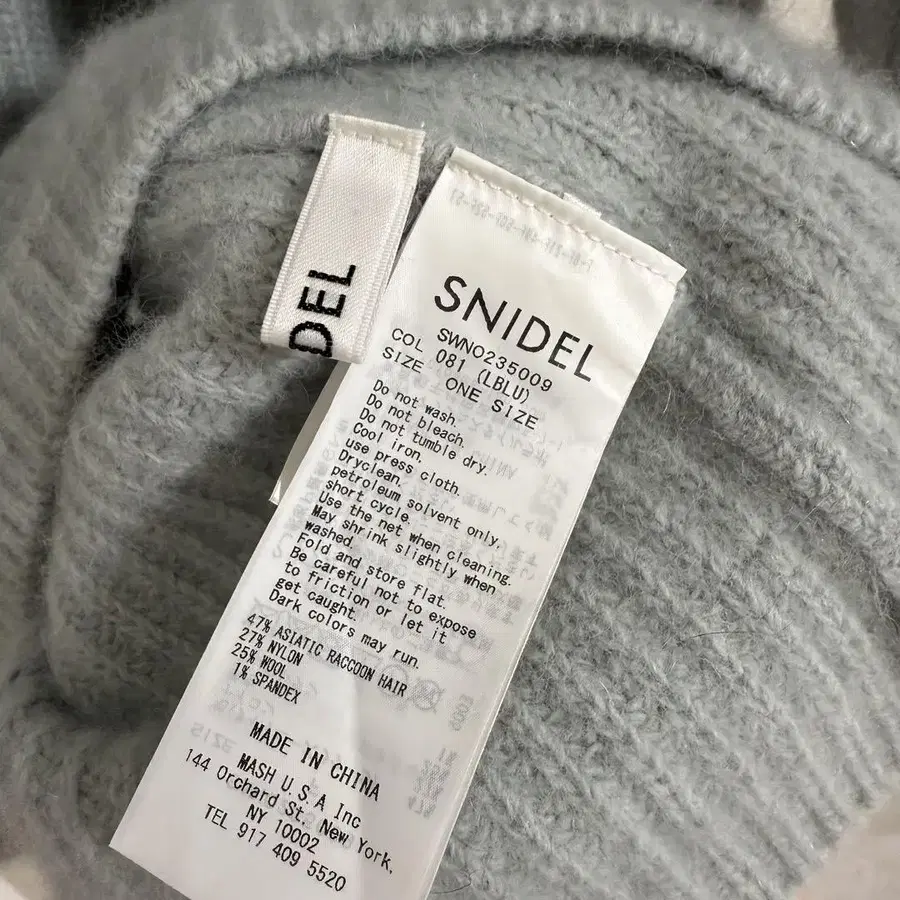 DEL
SNIDEL
SWNO235009
COL 081 (LBLU)
SIZE ONE SIZE
Do not wash.
Do not bleach.
Do not tumble dry.
Cool iron.
use press cloth.
Dryclean.
petroleum solvent only.
short cycle.
Use the net when cleaning.
May shrink slightly when
washed.
Fold and store flat.
Be careful not to expose
to friction or let it
get caught.
Dark colors may run.
47% ASIATIC RACCOON HAIR
27% NYLON
25% WOOL
1% SPANDEX
MADE IN CHINA
MASH U.S.A Inc
144 Orchard St. New York,
NY 10002
TEL 917 409 5520